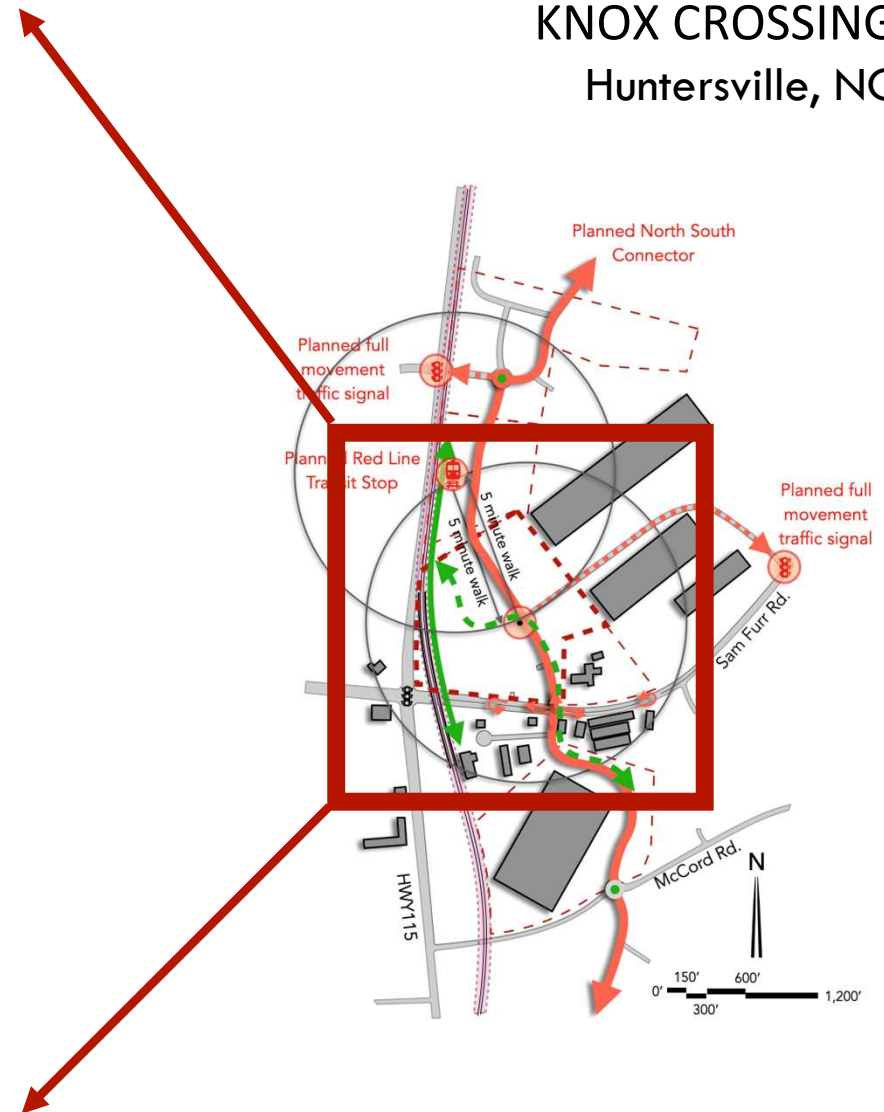 KNOX CROSSING
Huntersville, NC
Planned North South
Connector
Planned full
movement
traffic signal
Planned Red Line
Transit Stop
5 minute walk
5 minute walk
Planned full
movement
traffic signal
Sam Furr Rd.
McCord Rd.
HWY115
N
0' 150' 300' 600' 1,200'